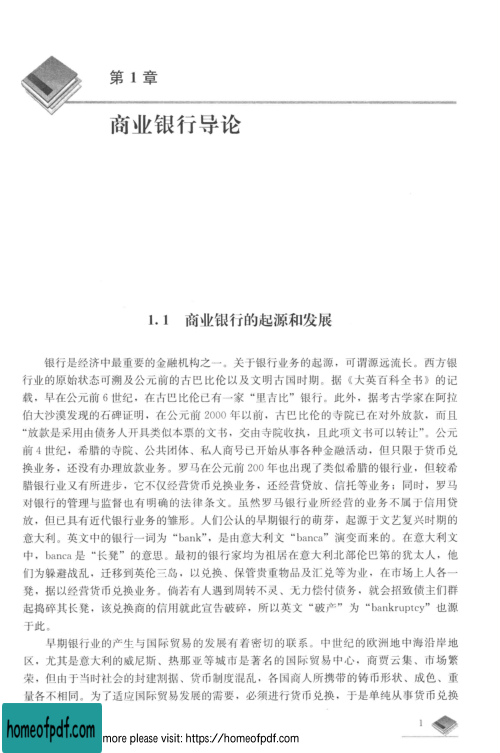 第 1 章
商业银行导论
1.1 商业银行的起源和发展
银行是经济中最重要的金融机构之一。关于银行业务的起源，可谓源远流长。西方银
行业的原始状态可溯及公元前的古巴比伦以及文明古国时期。据《大英百科全书》的记
载，早在公元前 6 世纪，在古巴比伦已有一家“里吉比”银行。此外，据考古学家在阿拉
伯大沙漠发现的石碑证明，在公元前 2000 年以前，古巴比伦的寺院已在对外放款，而且
“放款是采用由债务人开具类似本票的文书，交由寺院收执，且此项文书可以转让”。公元
前 4 世纪，希腊的寺院、公共团体、私人商号已开始从事各种金融活动，但只限于货币兑
换业务，还没有办理放款业务。罗马在公元前 200 年也出现了类似希腊的银行业，但较希
腊银行业又有所进步，它不仅经营货币兑换业务，还经营贷放、信托等业务；同时，罗马
对银行的管理与监督也有明确的法律条文。虽然罗马银行业所经营的业务不属于信用贷
放，但已具有近代银行业务的雏形。人们公认的早期银行的萌芽，起源于文艺复兴时期的
意大利。英文中的银行一词为“bank”，是由意大利文“banca”演变而来的。在意大利文
中，banca 是“长凳”的意思。最初的银行家均为祖居在意大利北部伦巴第的犹太人，他
们为躲避战乱，迁移到英伦三岛，以兑换、保管贵重物品及汇兑等为业，在市场上人各一
凳，据以经营货币兑换业务。倘若有人遇到周转不灵、无力偿付债务，就会招致债主们群
起捣碎其长凳，该兑换商的信用就此宣告破碎，所以英文“破产”为“bankruptcy”也源
于此。
早期银行业的产生与国际贸易的发展有着密切的联系。中世纪的欧洲地中海沿岸地
区，尤其是意大利的威尼斯、热那亚等城市是著名的国际贸易中心，商贾云集、市场繁
荣，但由于当时社会的封建割据、货币制度混乱，各国商人所携带的铸币形状、成色、重
量各不相同。为了适应国际贸易发展的需要，必须进行货币兑换，于是单纯从事货币兑换
1
homeofpdf.com
more please visit: https://homeofpdf.com